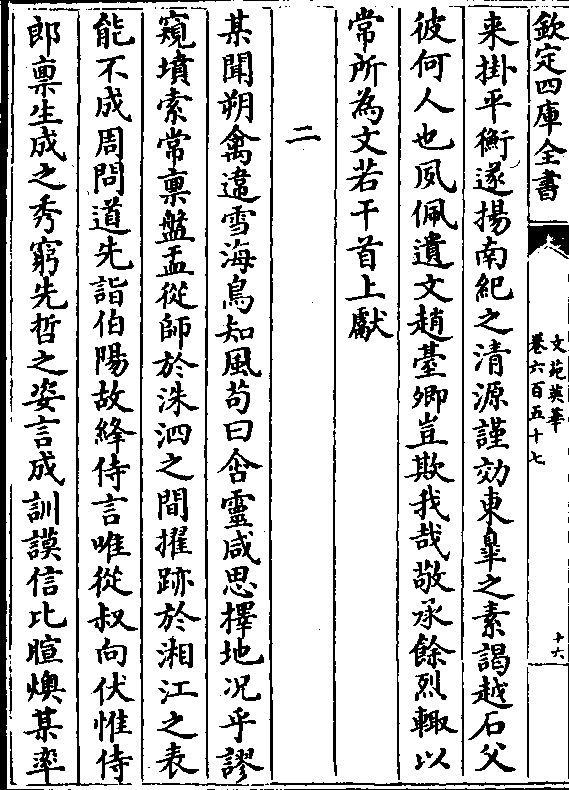 欽定四庫全書
文苑英華
卷六百五十七
十六
来掛平衡遂揚南紀之清源謹効東臯之素謁越石父
彼何人也夙佩遺文趙臺卿豈欺我哉敬承餘烈輙以
常所為文若干首上獻
二
某聞朔禽違雪海鳥知風苟曰含靈咸思擇地况乎謬
窺墳索常禀盤盂從師於洙泗之間擢跡於湘江之表
能不成周問道先詣伯陽故絳侍言唯從叔向伏惟侍
郎禀生成之秀窮先哲之姿言成訓謨信比暄燠某率